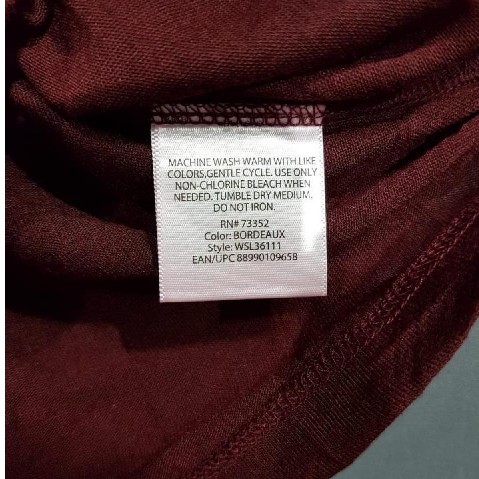 MACHINE WASH WARM WITH LIKE
COLORS,GENTLE CYCLE. USE ONLY
NON-CHLORINE BLEACH WHEN
NEEDED. TUMBLE DRY MEDIUM.
DO NOT IRON.
RN# 73352
Color: BORDEAUX
Style: WSL36111
EAN/UPC 88990109658